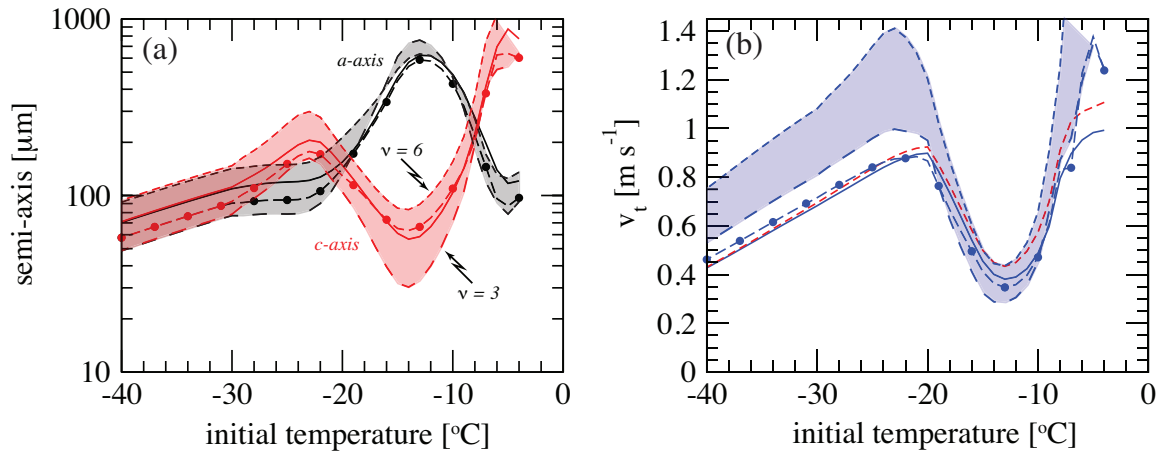 (a)
a-axis
c-axis
ν = 6
ν = 3
semi-axis [µm]
1000
100
10
-40 -30 -20 -10 0
initial temperature [°C]
(b)
v_t [m s⁻¹]
1.4
1.2
1
0.8
0.6
0.4
0.2
0
-40 -30 -20 -10 0
initial temperature [°C]